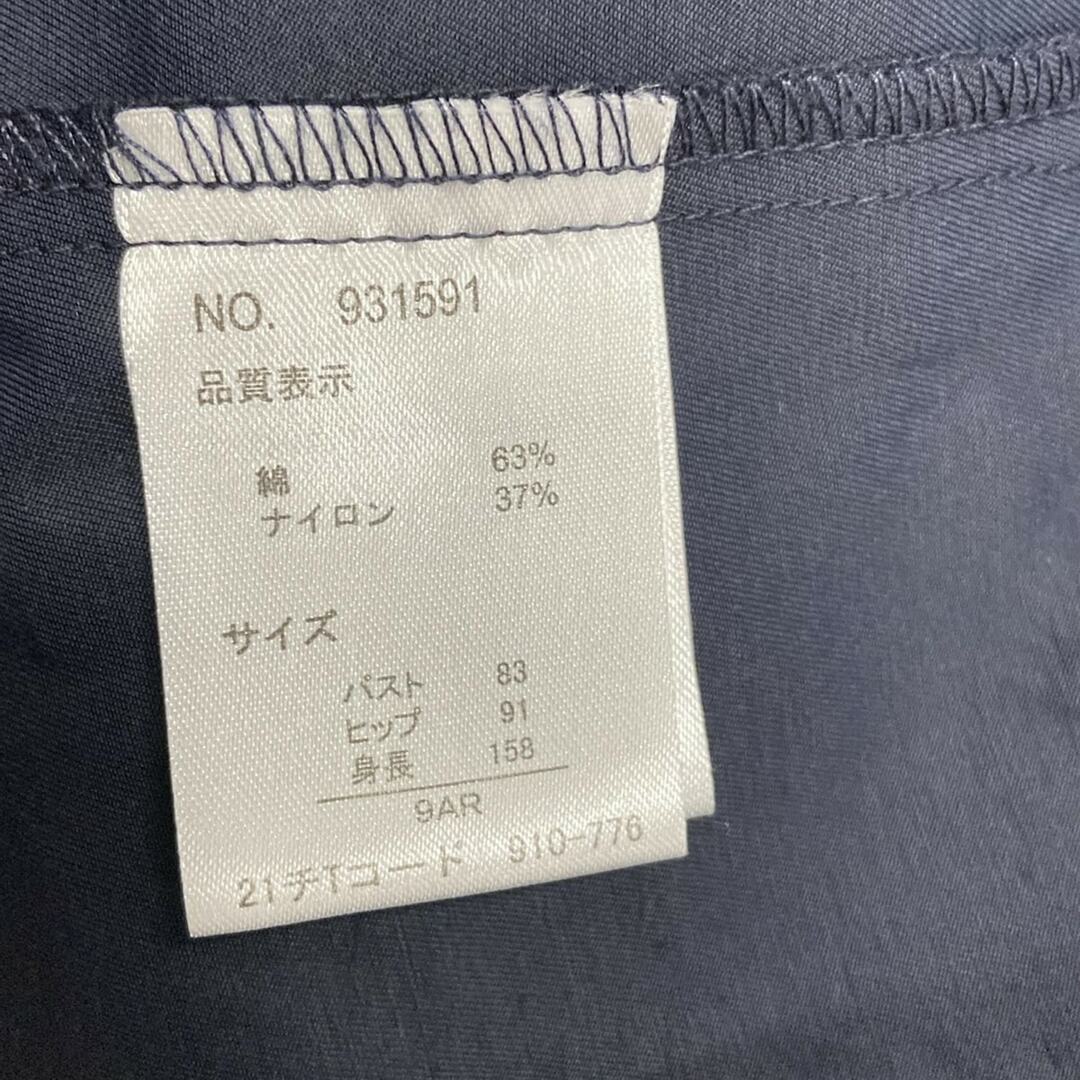 NO. 931591
品質表示
綿 63%
ナイロン 37%
サイズ
バスト 83
ヒップ 91
身長 158
9AR
21チTコード 910-776